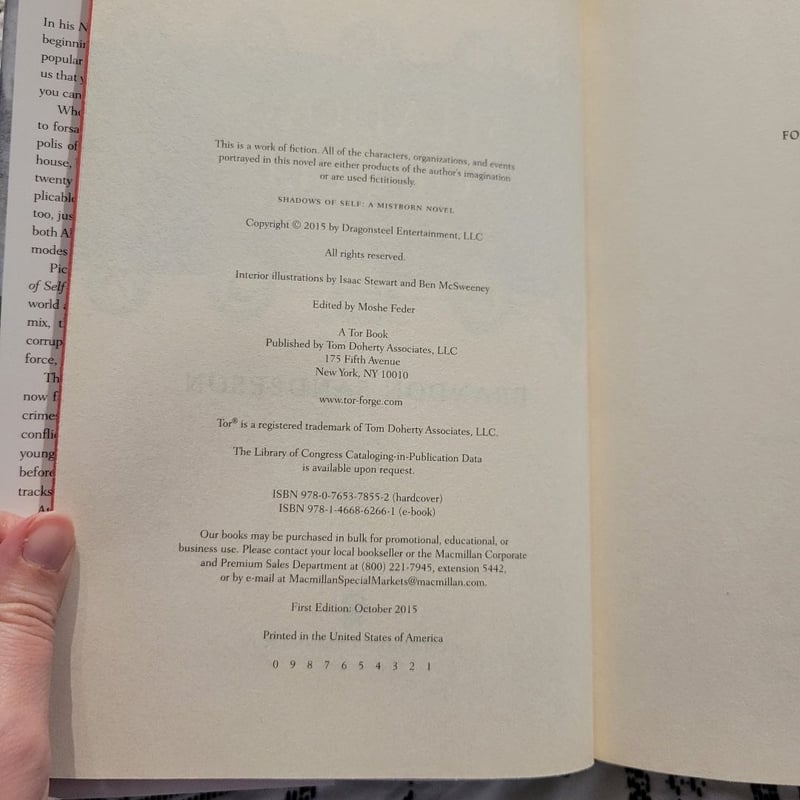 In his
beginnin
popular
us that
you can
Wh
to forsa
polis of
house,
twenty
plicable
too, jus
both A
modes
Pic
of Self
world
mix, t
corrup
force,
Th
now f
crimes
conflic
young
before
tracks
At
This is a work of fiction. All of the characters, organizations, and events
portrayed in this novel are either products of the author's imagination
or are used fictitiously.
SHADOWS OF SELF: A MISTBORN NOVEL
Copyright © 2015 by Dragonsteel Entertainment, LLC
All rights reserved.
Interior illustrations by Isaac Stewart and Ben McSweeney
Edited by Moshe Feder
A Tor Book
Published by Tom Doherty Associates, LLC
175 Fifth Avenue
New York, NY 10010
www.tor-forge.com
Tor® is a registered trademark of Tom Doherty Associates, LLC.
The Library of Congress Cataloging-in-Publication Data
is available upon request.
ISBN 978-0-7653-7855-2 (hardcover)
ISBN 978-1-4668-6266-1 (e-book)
Our books may be purchased in bulk for promotional, educational, or
business use. Please contact your local bookseller or the Macmillan Corporate
and Premium Sales Department at (800) 221-7945, extension 5442,
or by e-mail at MacmillanSpecialMarkets@macmillan.com.
First Edition: October 2015
Printed in the United States of America
0 9 8 7 6 5 4 3 2 1
FO